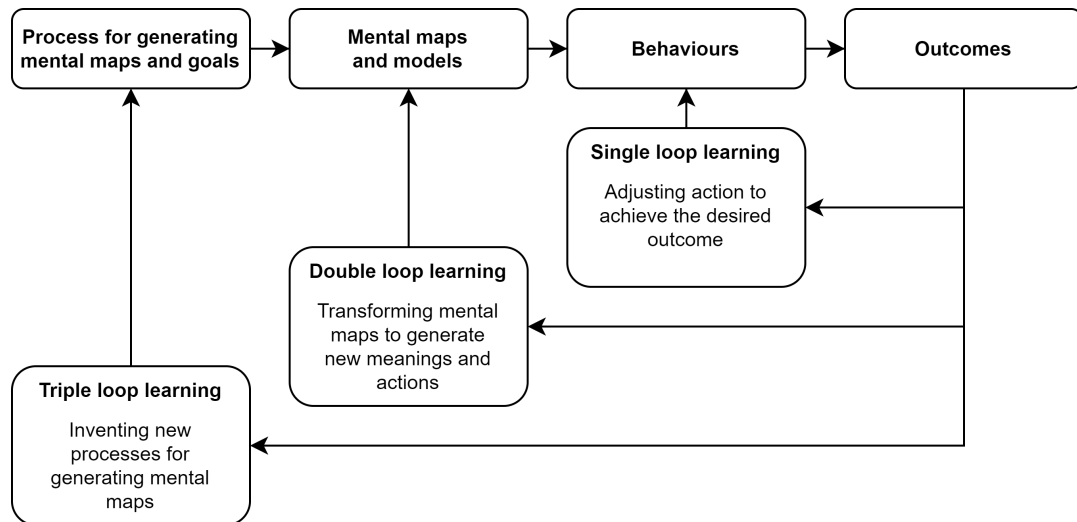 Process for generating
mental maps and goals
Mental maps
and models
Behaviours
Outcomes
Single loop learning
Adjusting action to
achieve the desired
outcome
Double loop learning
Transforming mental
maps to generate
new meanings and
actions
Triple loop learning
Inventing new
processes for
generating mental
maps